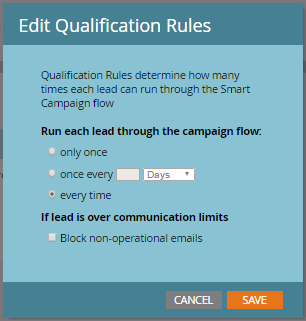 Edit Qualification Rules
Qualification Rules determine how many
times each lead can run through the Smart
Campaign flow
Run each lead through the campaign flow:
only once
once every Days
every time
If lead is over communication limits
Block non-operational emails
CANCEL SAVE